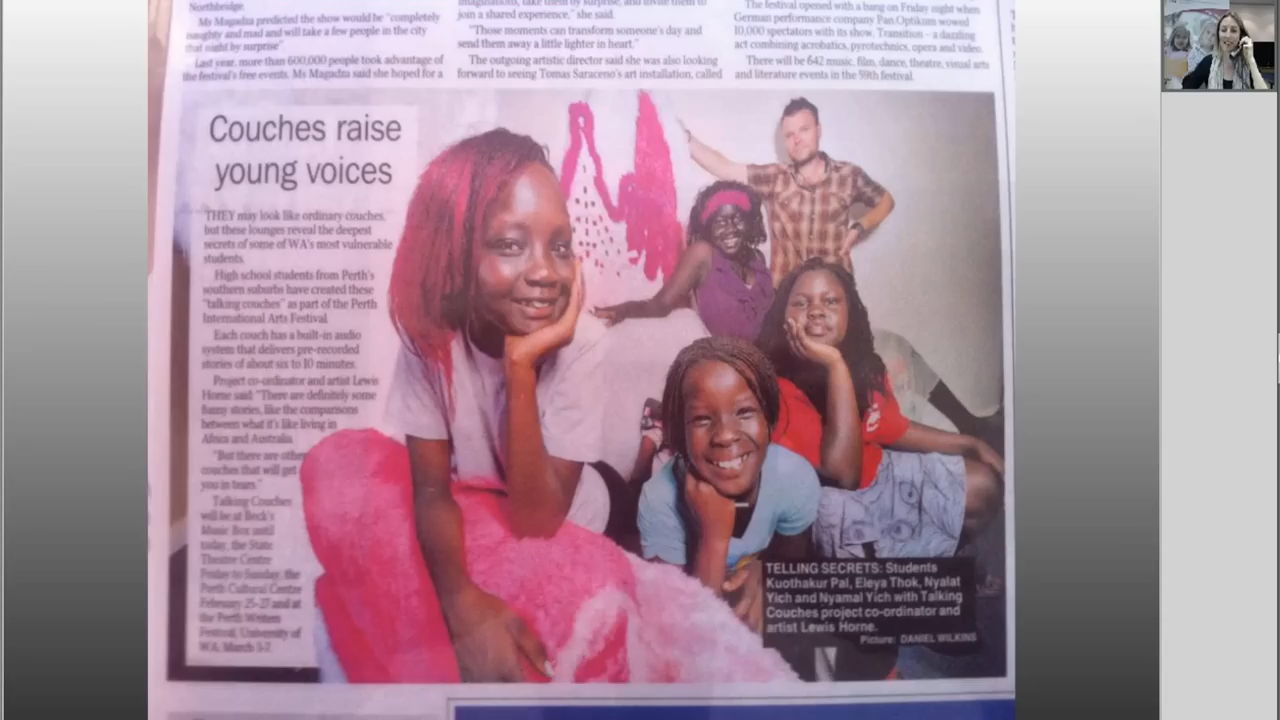 Northbridge.
Ms Magadzu predicted the show would be "completely
naughty and mad and will take a few people in the city
that night by surprise"
Last year, more than 600,000 people took advantage of
the festival's free events. Ms Magadzu said she hoped for a
imaginations, take them by surprise, and invite them to
join a shared experience," she said.
"Those moments can transform someone's day and
send them away a little lighter in heart."
The outgoing artistic director said she was also looking
forward to seeing Tomas Saraceno's art installation, called
The festival opened with a bang on Friday night when
German performance company Pan.Optikum wowed
10,000 spectators with its show, Transition – a dazzling
act combining acrobatics, pyrotechnics, opera and video.
There will be 642 music, film, dance, theatre, visual arts
and literature events in the 59th festival.
Couches raise
young voices
THEY may look like ordinary couches,
but these lounges reveal the deepest
secrets of some of WA's most vulnerable
students.
High school students from Perth's
southern suburbs have created these
"talking couches" as part of the Perth
International Arts Festival.
Each couch has a built-in audio
system that delivers pre-recorded
stories of about six to 10 minutes.
Project co-ordinator and artist Lewis
Horne said: "There are definitely some
funny stories, like the comparisons
between what it's like living in
Africa and Australia.
"But there are other
couches that will get
you in tears."
Talking Couches
will be at Beck's
Music Box until
today, the State
Theatre Centre
Friday to Sunday, the
Perth Cultural Centre
February 25-27 and at
the Perth Writers
Festival, University of
WA, March 3-7.
TELLING SECRETS: Students
Kuothakur Pal, Eleya Thok, Nyalat
Yich and Nyamal Yich with Talking
Couches project co-ordinator and
artist Lewis Horne.
Picture: DANIEL WILKINS